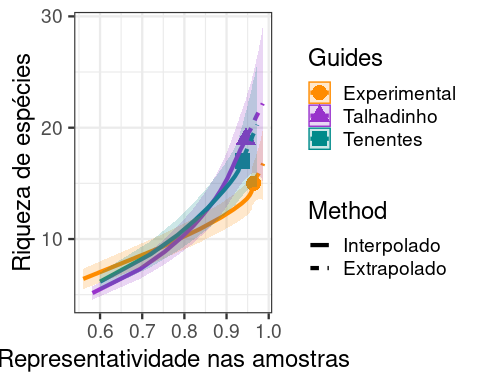 Riqueza de espécies
30
20
10
0.6 0.7 0.8 0.9 1.0
Representatividade nas amostras
Guides
Experimental
Talhadinho
Tenentes
Method
Interpolado
Extrapolado